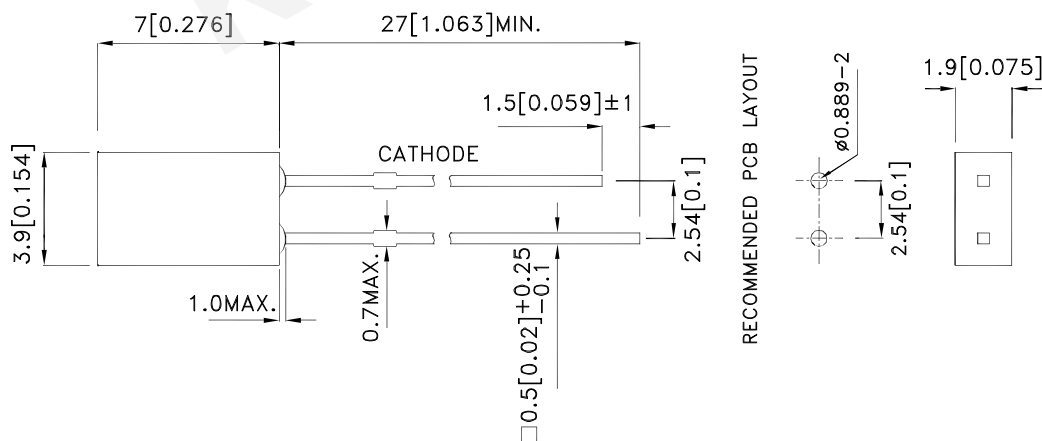 7[0.276]
27[1.063]MIN.
1.5[0.059]±1
CATHODE
3.9[0.154]
1.0MAX.
0.7MAX.
□0.5[0.02]+0.25 -0.1
2.54[0.1]
RECOMMENDED PCB LAYOUT
ø0.889-2
2.54[0.1]
1.9[0.075]